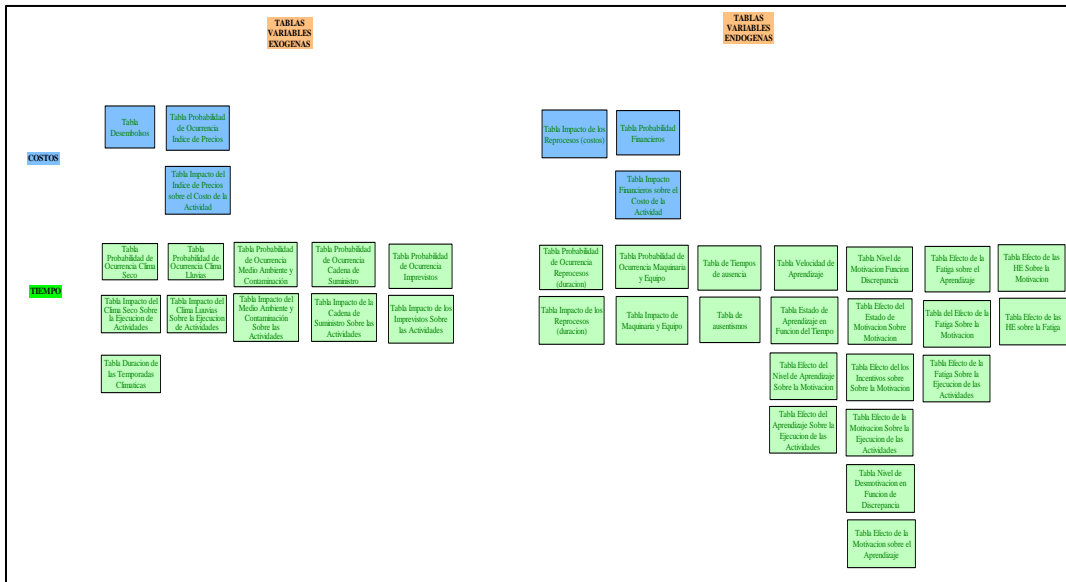 TABLAS
VARIABLES
EXOGENAS
TABLAS
VARIABLES
ENDOGENAS
COSTOS
Tabla
Desembolsos
Tabla Probabilidad
de Ocurrencia
Indice de Precios
Tabla Impacto del
Indice de Precios
sobre el Costo de la
Actividad
Tabla Impacto de los
Reprocesos (costos)
Tabla Probabilidad
Financieros
Tabla Impacto
Financieros sobre el
Costo de la
Actividad
TIEMPO
Tabla
Probabilidad de
Ocurrencia Clima
Seco
Tabla
Probabilidad de
Ocurrencia Clima
Lluvias
Tabla Probabilidad
de Ocurrencia
Medio Ambiente y
Contaminación
Tabla Probabilidad
de Ocurrencia
Cadena de
Suministro
Tabla Probabilidad
de Ocurrencia
Imprevistos
Tabla Impacto del
Clima Seco Sobre
la Ejecucion de
Actividades
Tabla Impacto del
Clima Lluvias
Sobre la Ejecucion
de Actividades
Tabla Impacto del
Medio Ambiente y
Contaminación
Sobre las
Actividades
Tabla Impacto de la
Cadena de
Suministro Sobre las
Actividades
Tabla Impacto de los
Imprevistos Sobre
las Actividades
Tabla Duracion de
las Temporadas
Climaticas
Tabla Probabilidad
de Ocurrencia
Reprocesos
(duracion)
Tabla Probabilidad de
Ocurrencia Maquinaria
y Equipo
Tabla de Tiempos
de ausencia
Tabla Velocidad de
Aprendizaje
Tabla Nivel de
Motivacion Funcion
Discrepancia
Tabla Efecto de la
Fatiga sobre el
Aprendizaje
Tabla Efecto de las
HE Sobre la
Motivacion
Tabla Impacto de los
Reprocesos
(duracion)
Tabla Impacto de
Maquinaria y Equipo
Tabla de
ausentismos
Tabla Estado de
Aprendizaje en
Funcion del Tiempo
Tabla Efecto del
Estado de
Motivacion Sobre
Motivacion
Tabla del Efecto de la
Fatiga Sobre la
Motivacion
Tabla Efecto de las
HE sobre la Fatiga
Tabla Efecto del
Nivel de Aprendizaje
Sobre la Motivacion
Tabla Efecto del los
Incentivos sobre
Sobre la Motivacion
Tabla Efecto de la
Fatiga Sobre la
Ejecucion de las
Actividades
Tabla Efecto del
Aprendizaje Sobre la
Ejecucion de las
Actividades
Tabla Efecto de la
Motivacion Sobre la
Ejecucion de las
Actividades
Tabla Nivel de
Desmotivacion en
Funcion de
Discrepancia
Tabla Efecto de la
Motivacion sobre el
Aprendizaje